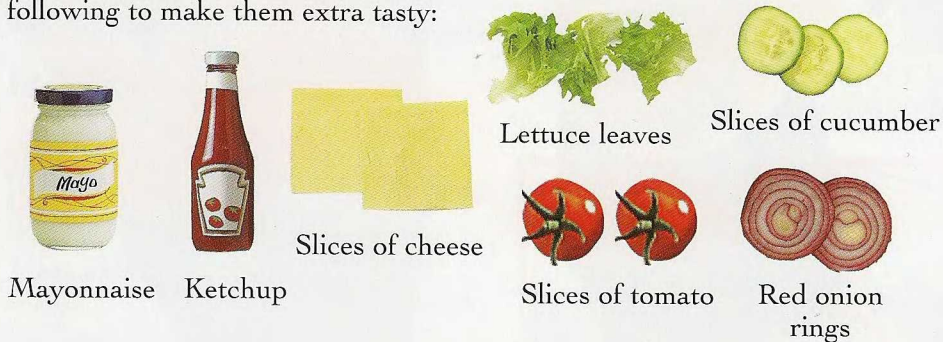 following to make them extra tasty:
Lettuce leaves
Slices of cucumber
Mayo
Slices of cheese
Mayonnaise
Ketchup
Slices of tomato
Red onion
rings